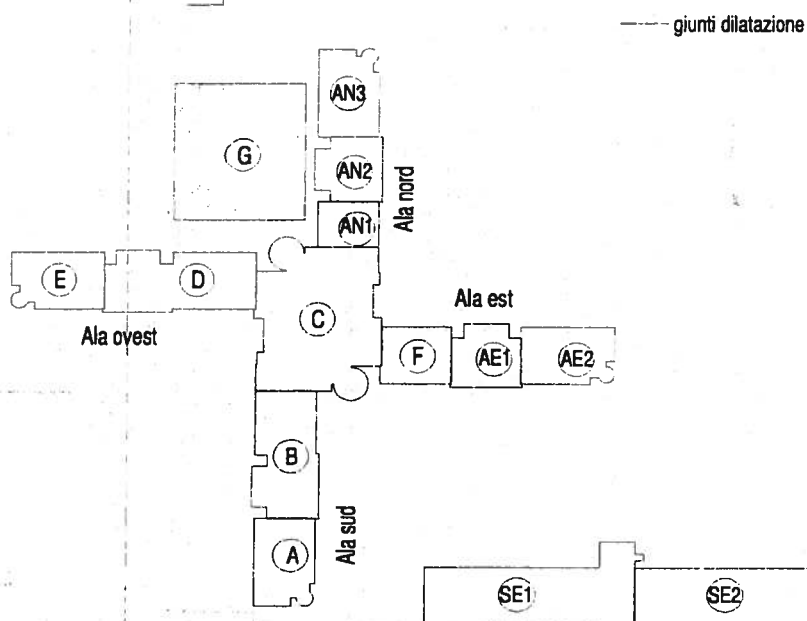 giunti dilatazione
AN3
G
AN2
Ala nord
AN1
E
D
C
Ala est
Ala ovest
F
AE1
AE2
B
Ala sud
A
SE1
SE2